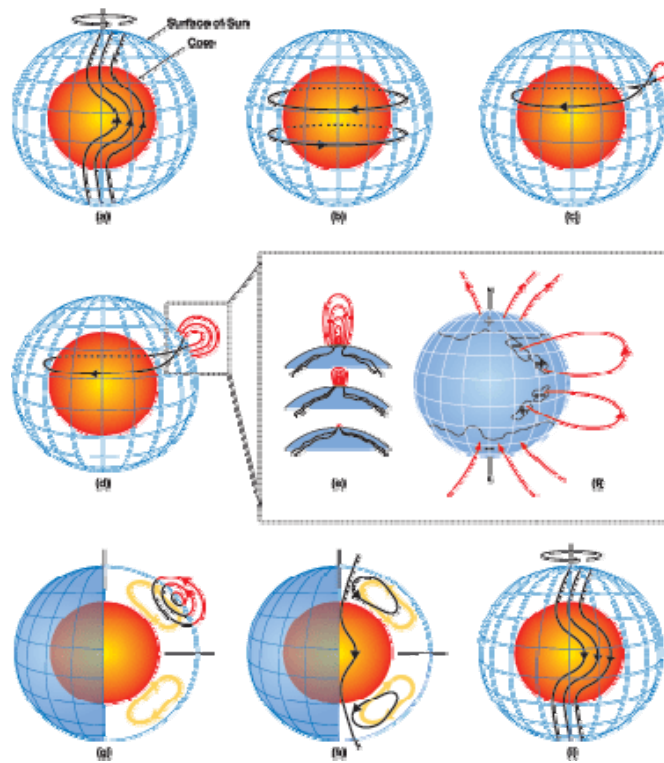 Surface of Sun
Core
(a)
(b)
(c)
(d)
(e)
(f)
(g)
(h)
(i)